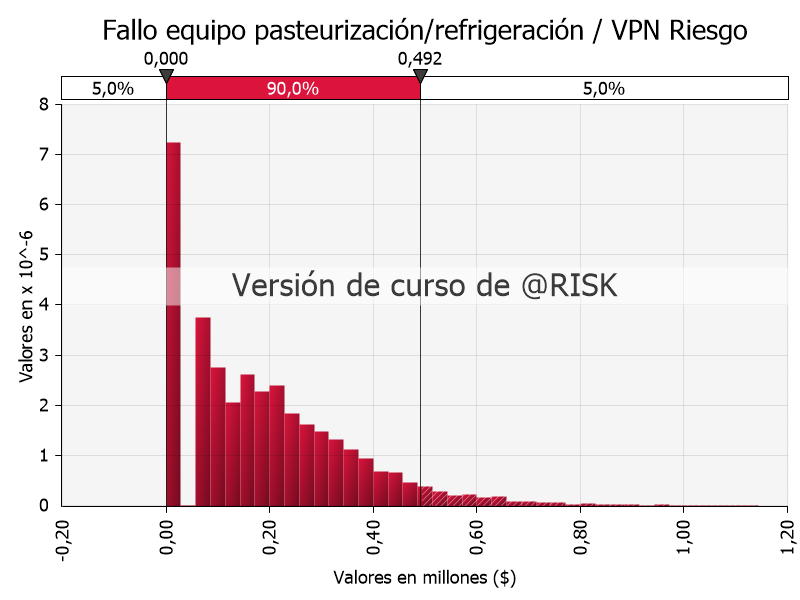 Fallo equipo pasteurización/refrigeración / VPN Riesgo
0,000 0,492
5,0% 90,0% 5,0%
8
7
6
5
4
3
2
1
0
Valores en x 10^-6
Versión de curso de @RISK
-0,20 0,00 0,20 0,40 0,60 0,80 1,00 1,20
Valores en millones ($)